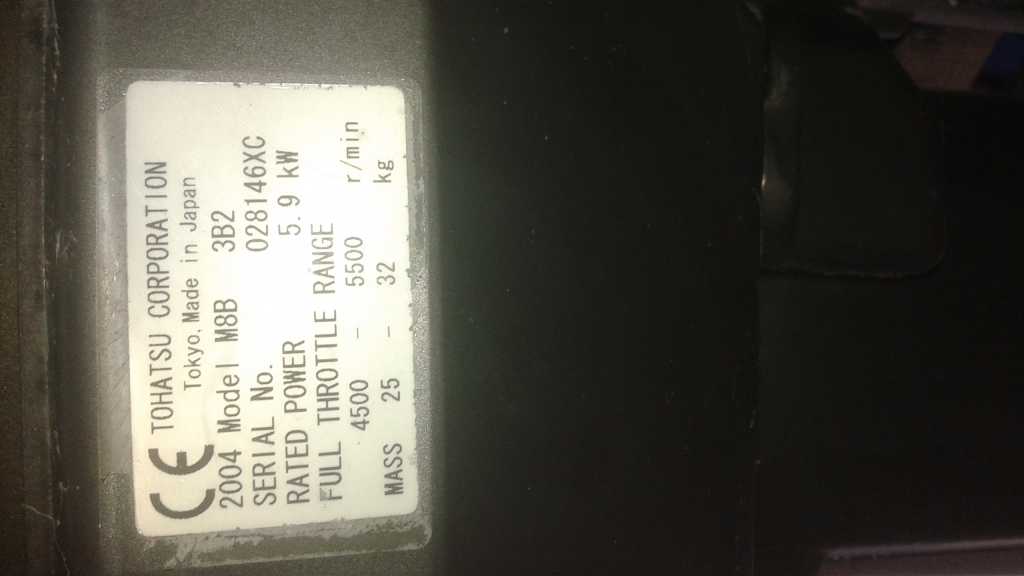 CE TOHATSU CORPORATION
Tokyo. Made in Japan
2004 Model M8B 3B2
SERIAL No. 028146XC
RATED POWER 5.9 kW
FULL THROTTLE RANGE
4500 - 5500 r/min
MASS 25 - 32 kg